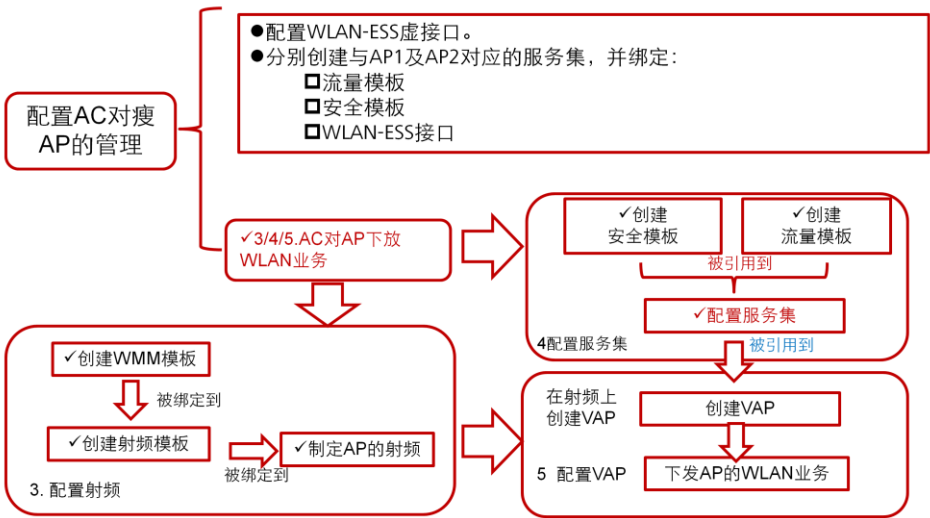 ●配置WLAN-ESS虚接口。
●分别创建与AP1及AP2对应的服务集，并绑定：
❑流量模板
❑安全模板
❑WLAN-ESS接口
配置AC对瘦
AP的管理
✓3/4/5.AC对AP下放
WLAN业务
✓创建
安全模板
✓创建
流量模板
被引用到
✓配置服务集
4配置服务集
被引用到
✓创建WMM模板
被绑定到
✓创建射频模板
被绑定到
✓制定AP的射频
3. 配置射频
在射频上
创建VAP
创建VAP
5 配置VAP
下发AP的WLAN业务